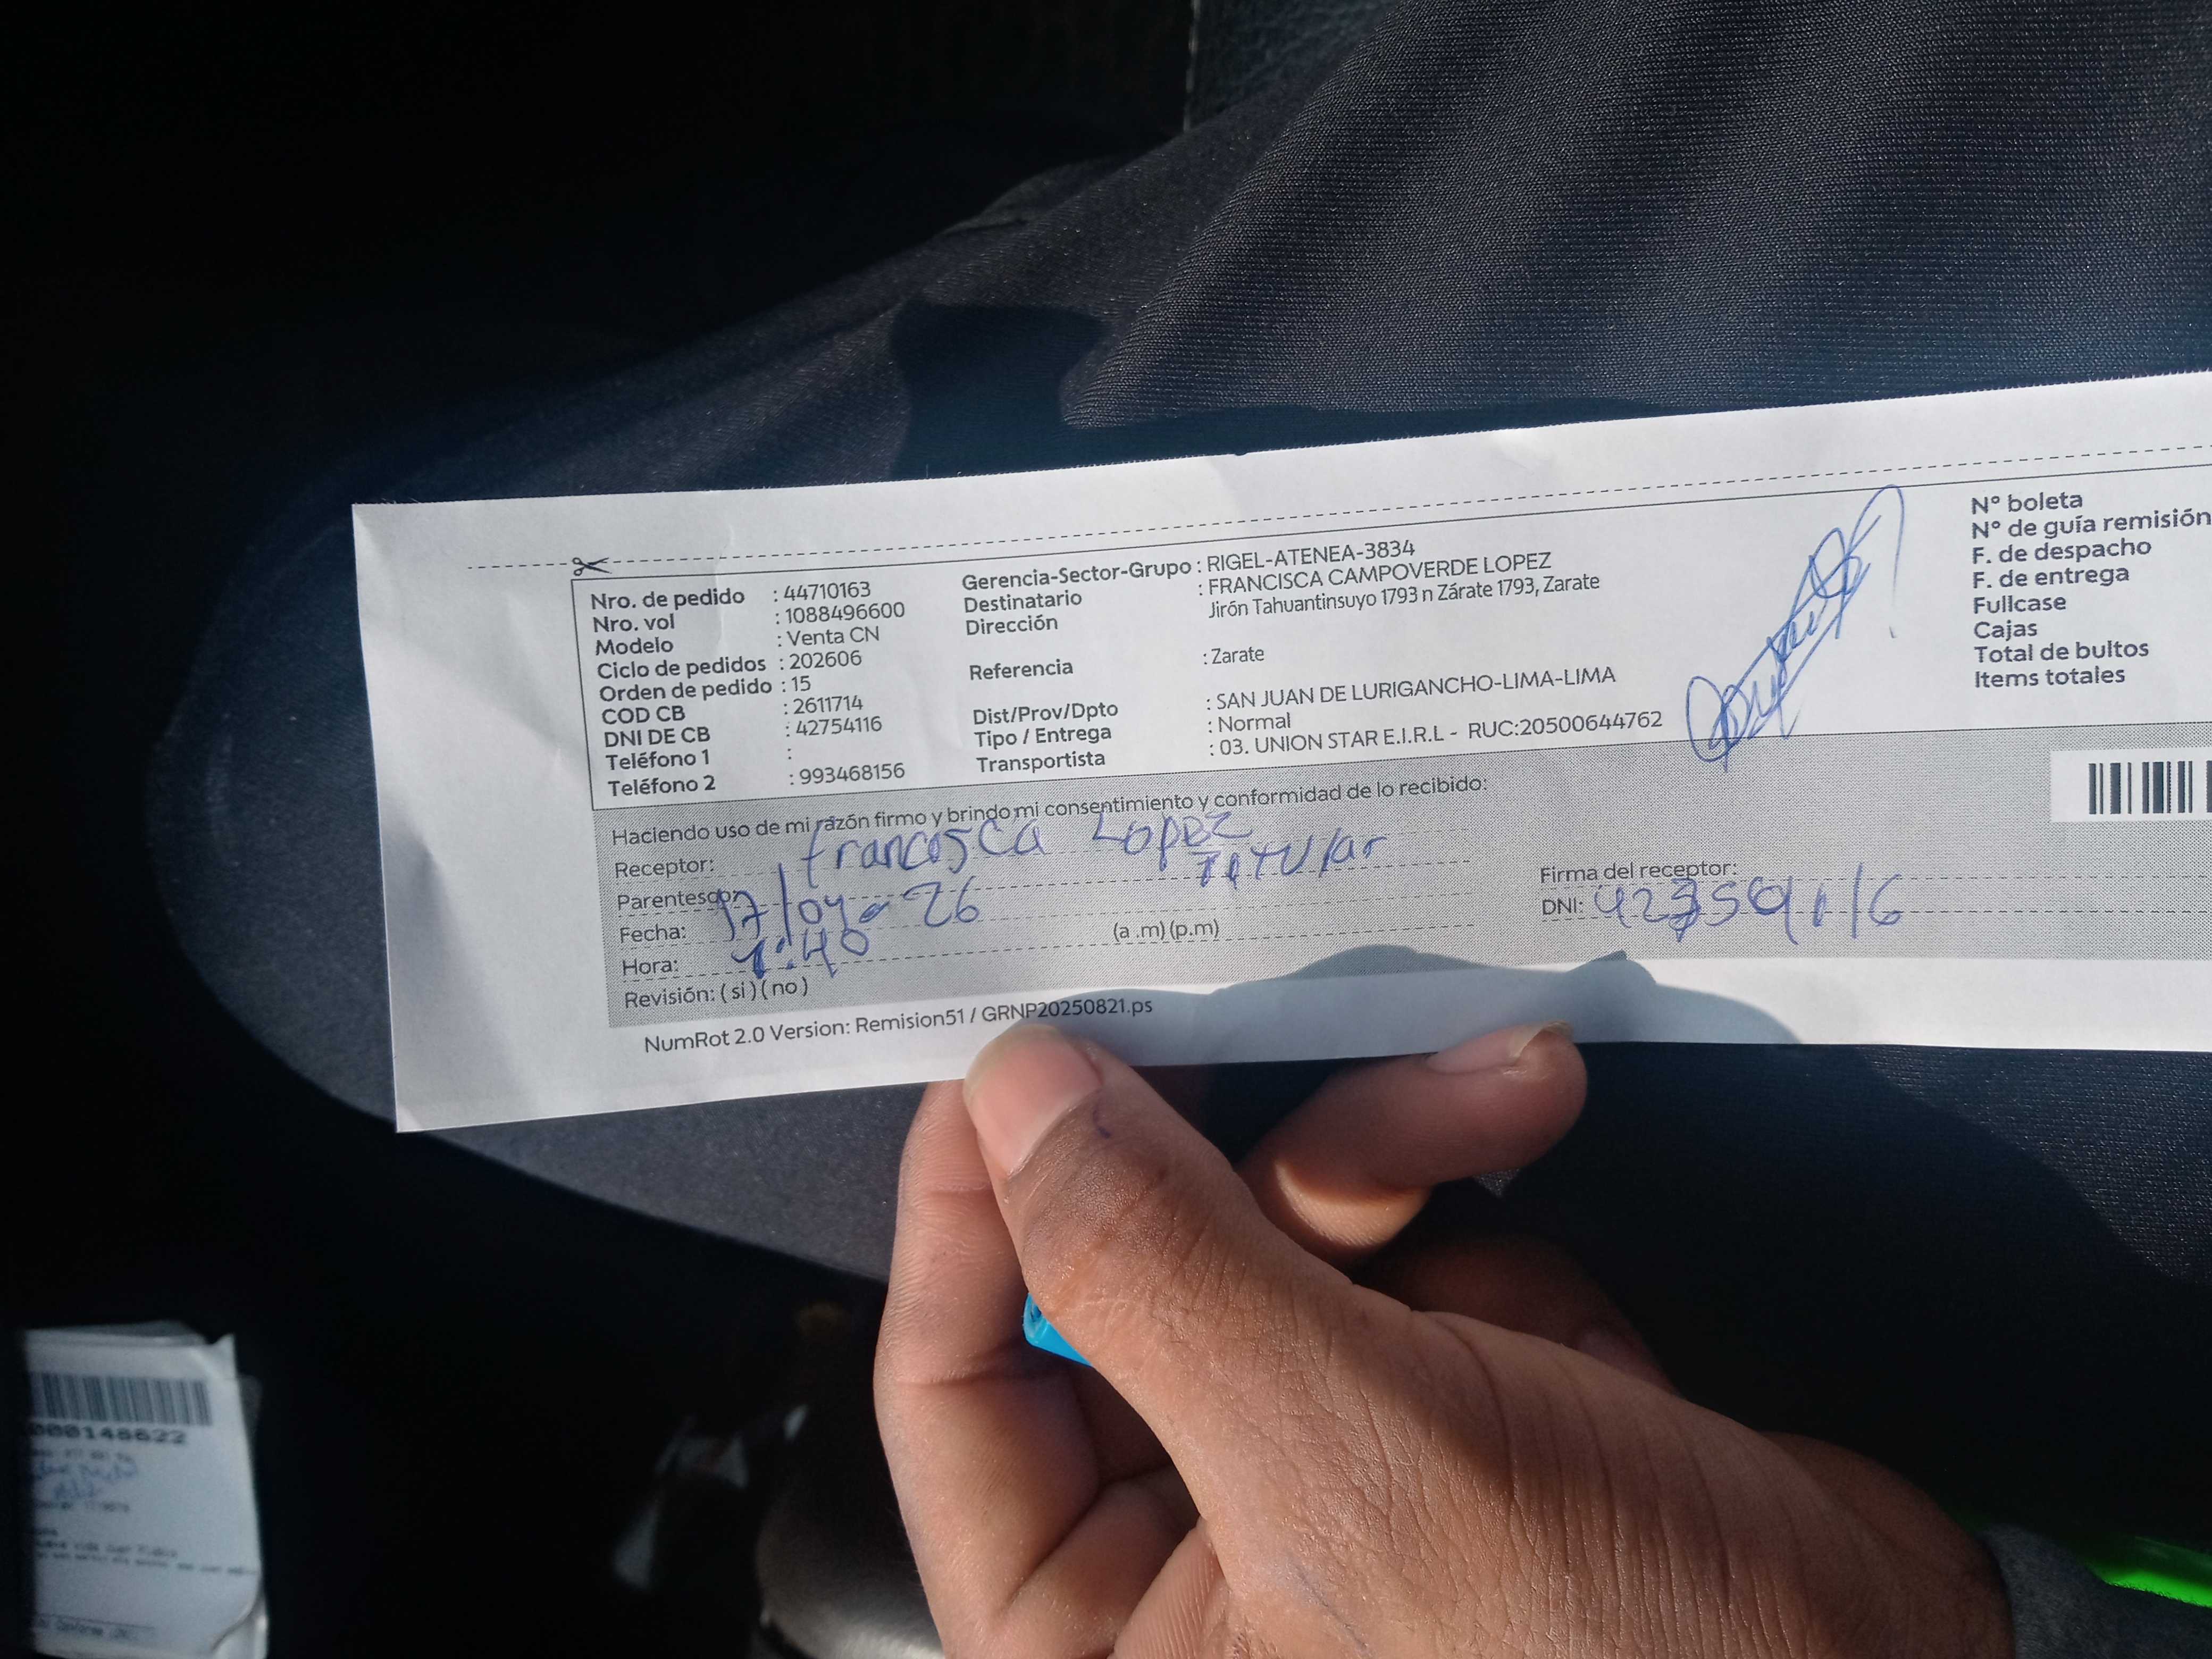 Nro. de pedido : 44710163
Nro. vol : 1088496600
Modelo : Venta CN
Ciclo de pedidos : 202606
Orden de pedido : 15
COD CB : 2611714
DNI DE CB : 42754116
Teléfono 1 :
Teléfono 2 : 993468156
Gerencia-Sector-Grupo : RIGEL-ATENEA-3834
Destinatario : FRANCISCA CAMPOVERDE LOPEZ
Dirección Jirón Tahuantinsuyo 1793 n Zárate 1793, Zarate
Referencia : Zarate
Dist/Prov/Dpto : SAN JUAN DE LURIGANCHO-LIMA-LIMA
Tipo / Entrega : Normal
Transportista : 03. UNION STAR E.I.R.L - RUC:20500644762
N° boleta
N° de guía remisión
F. de despacho
F. de entrega
Fullcase
Cajas
Total de bultos
Items totales
Haciendo uso de mi razón firmo y brindo mi consentimiento y conformidad de lo recibido:
Receptor: Lopez
Parentesco: Titular
Fecha: 17/04-26
Hora: 1:40 (a .m) (p.m)
Revisión: ( si ) ( no )
Firma del receptor:
DNI:
NumRot 2.0 Version: Remision51 / GRNP20250821.ps
000148622